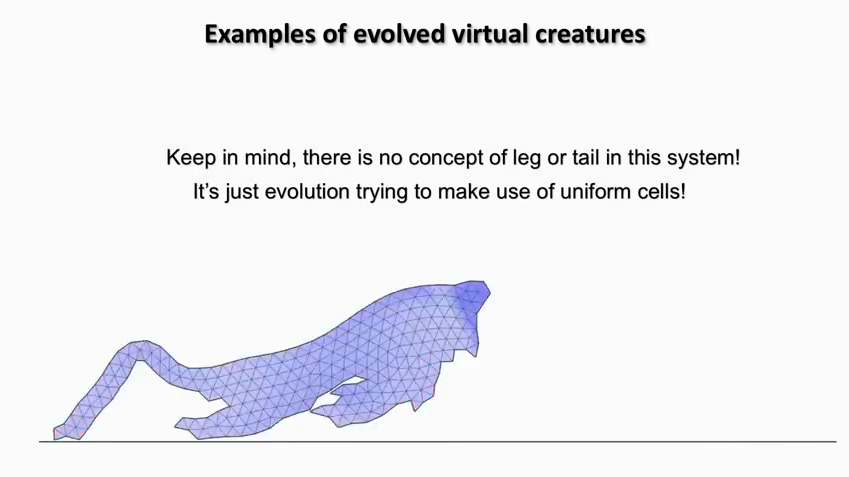 Examples of evolved virtual creatures
Keep in mind, there is no concept of leg or tail in this system!
It's just evolution trying to make use of uniform cells!